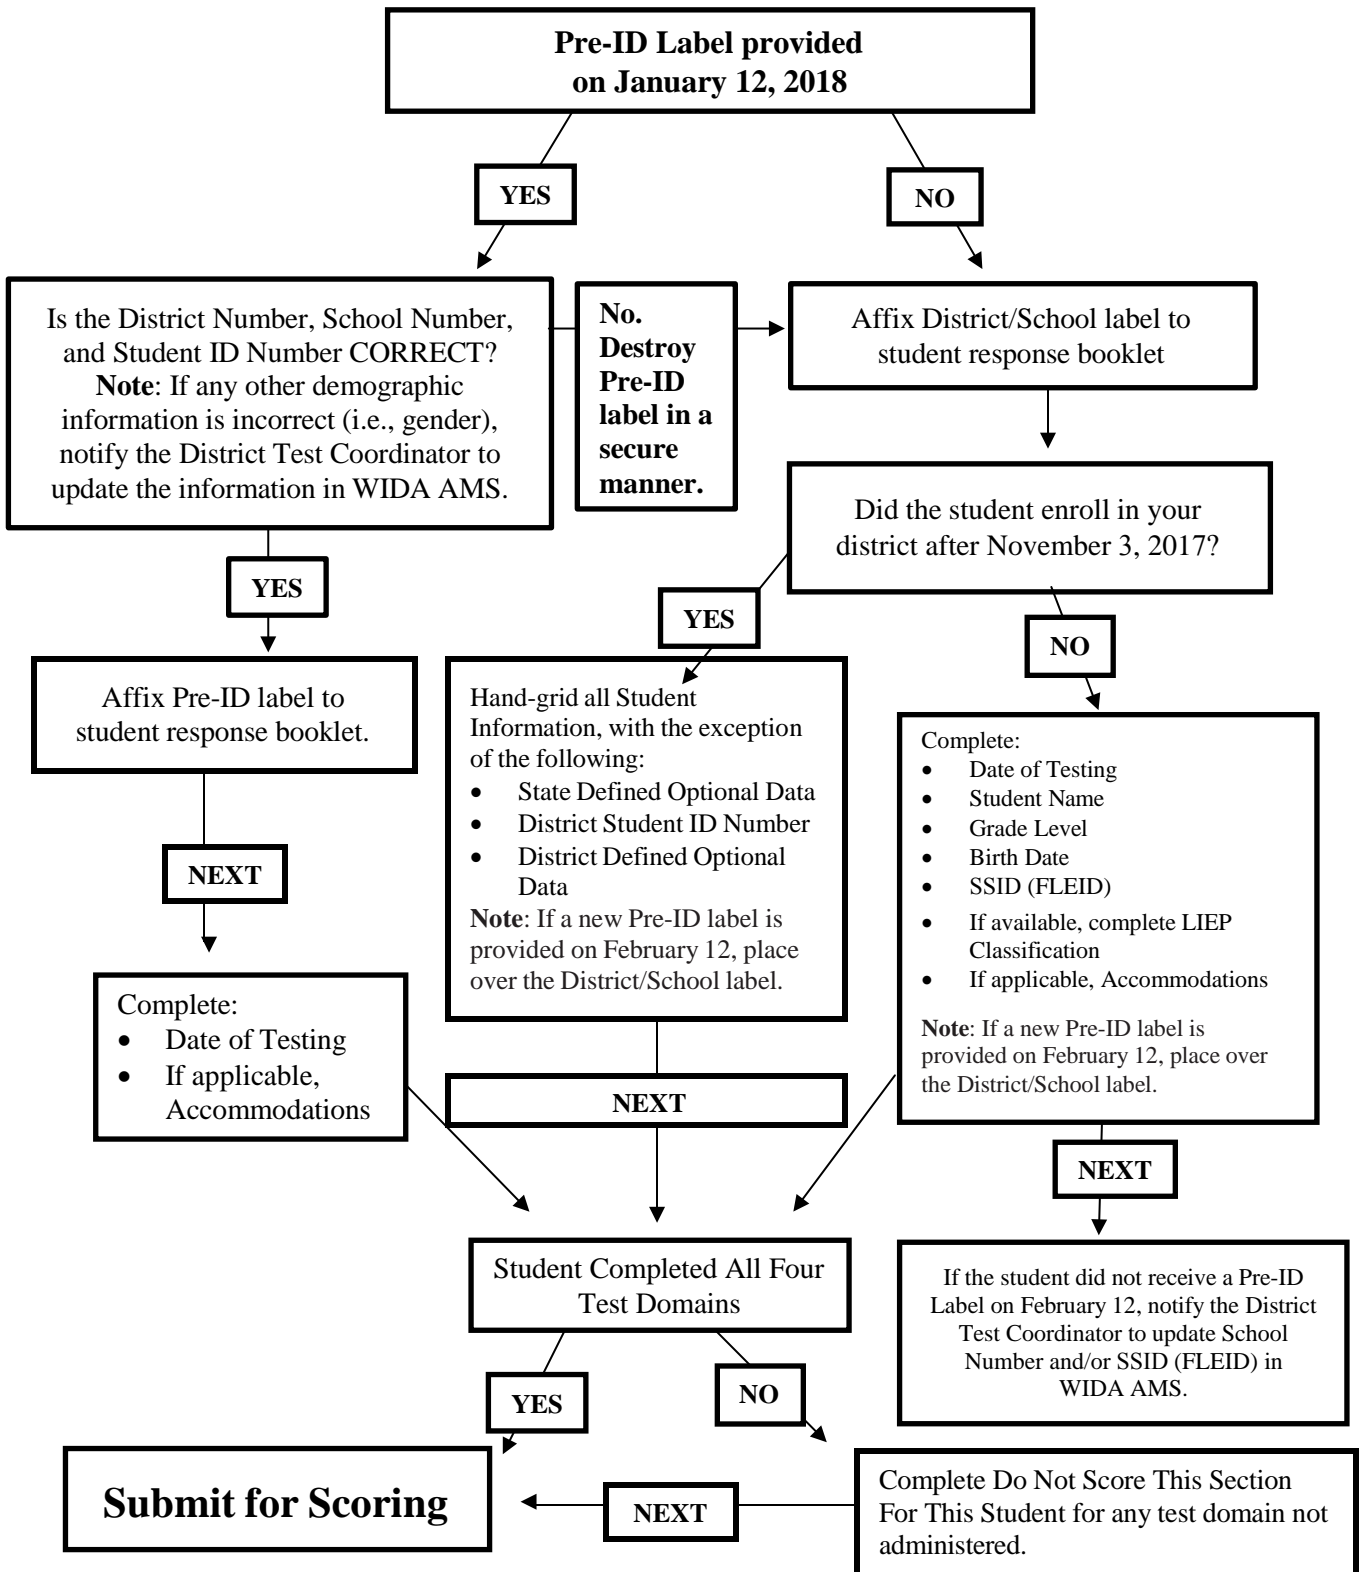 Pre-ID Label provided
on January 12, 2018
YES
NO
Is the District Number, School Number,
and Student ID Number CORRECT?
Note: If any other demographic
information is incorrect (i.e., gender),
notify the District Test Coordinator to
update the information in WIDA AMS.
No.
Destroy
Pre-ID
label in a
secure
manner.
Affix District/School label to
student response booklet
Did the student enroll in your
district after November 3, 2017?
YES
YES
NO
Affix Pre-ID label to
student response booklet.
Hand-grid all Student
Information, with the exception
of the following:
• State Defined Optional Data
• District Student ID Number
• District Defined Optional
Data
Note: If a new Pre-ID label is
provided on February 12, place
over the District/School label.
Complete:
• Date of Testing
• Student Name
• Grade Level
• Birth Date
• SSID (FLEID)
• If available, complete LIEP
Classification
• If applicable, Accommodations
Note: If a new Pre-ID label is
provided on February 12, place over
the District/School label.
NEXT
Complete:
• Date of Testing
• If applicable,
Accommodations
NEXT
NEXT
Student Completed All Four
Test Domains
If the student did not receive a Pre-ID
Label on February 12, notify the District
Test Coordinator to update School
Number and/or SSID (FLEID) in
WIDA AMS.
YES
NO
Submit for Scoring
NEXT
Complete Do Not Score This Section
For This Student for any test domain not
administered.